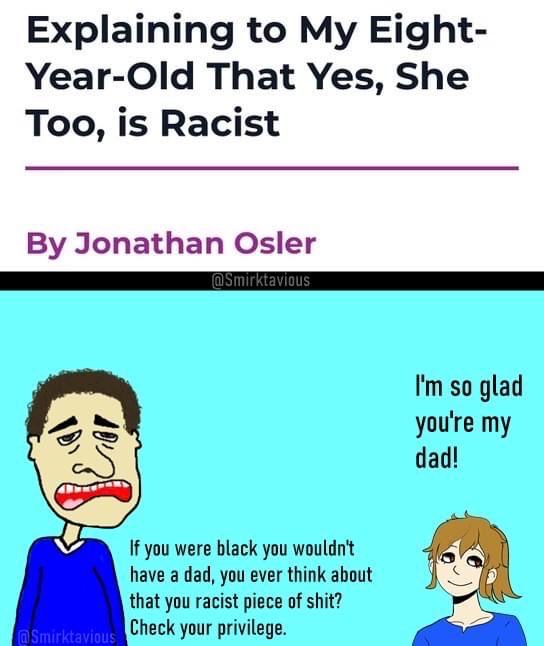 Explaining to My Eight-
Year-Old That Yes, She
Too, is Racist
By Jonathan Osler
@Smirktavious
I'm so glad
you're my
dad!
If you were black you wouldn't
have a dad, you ever think about
that you racist piece of shit?
Check your privilege.
@Smirktavious